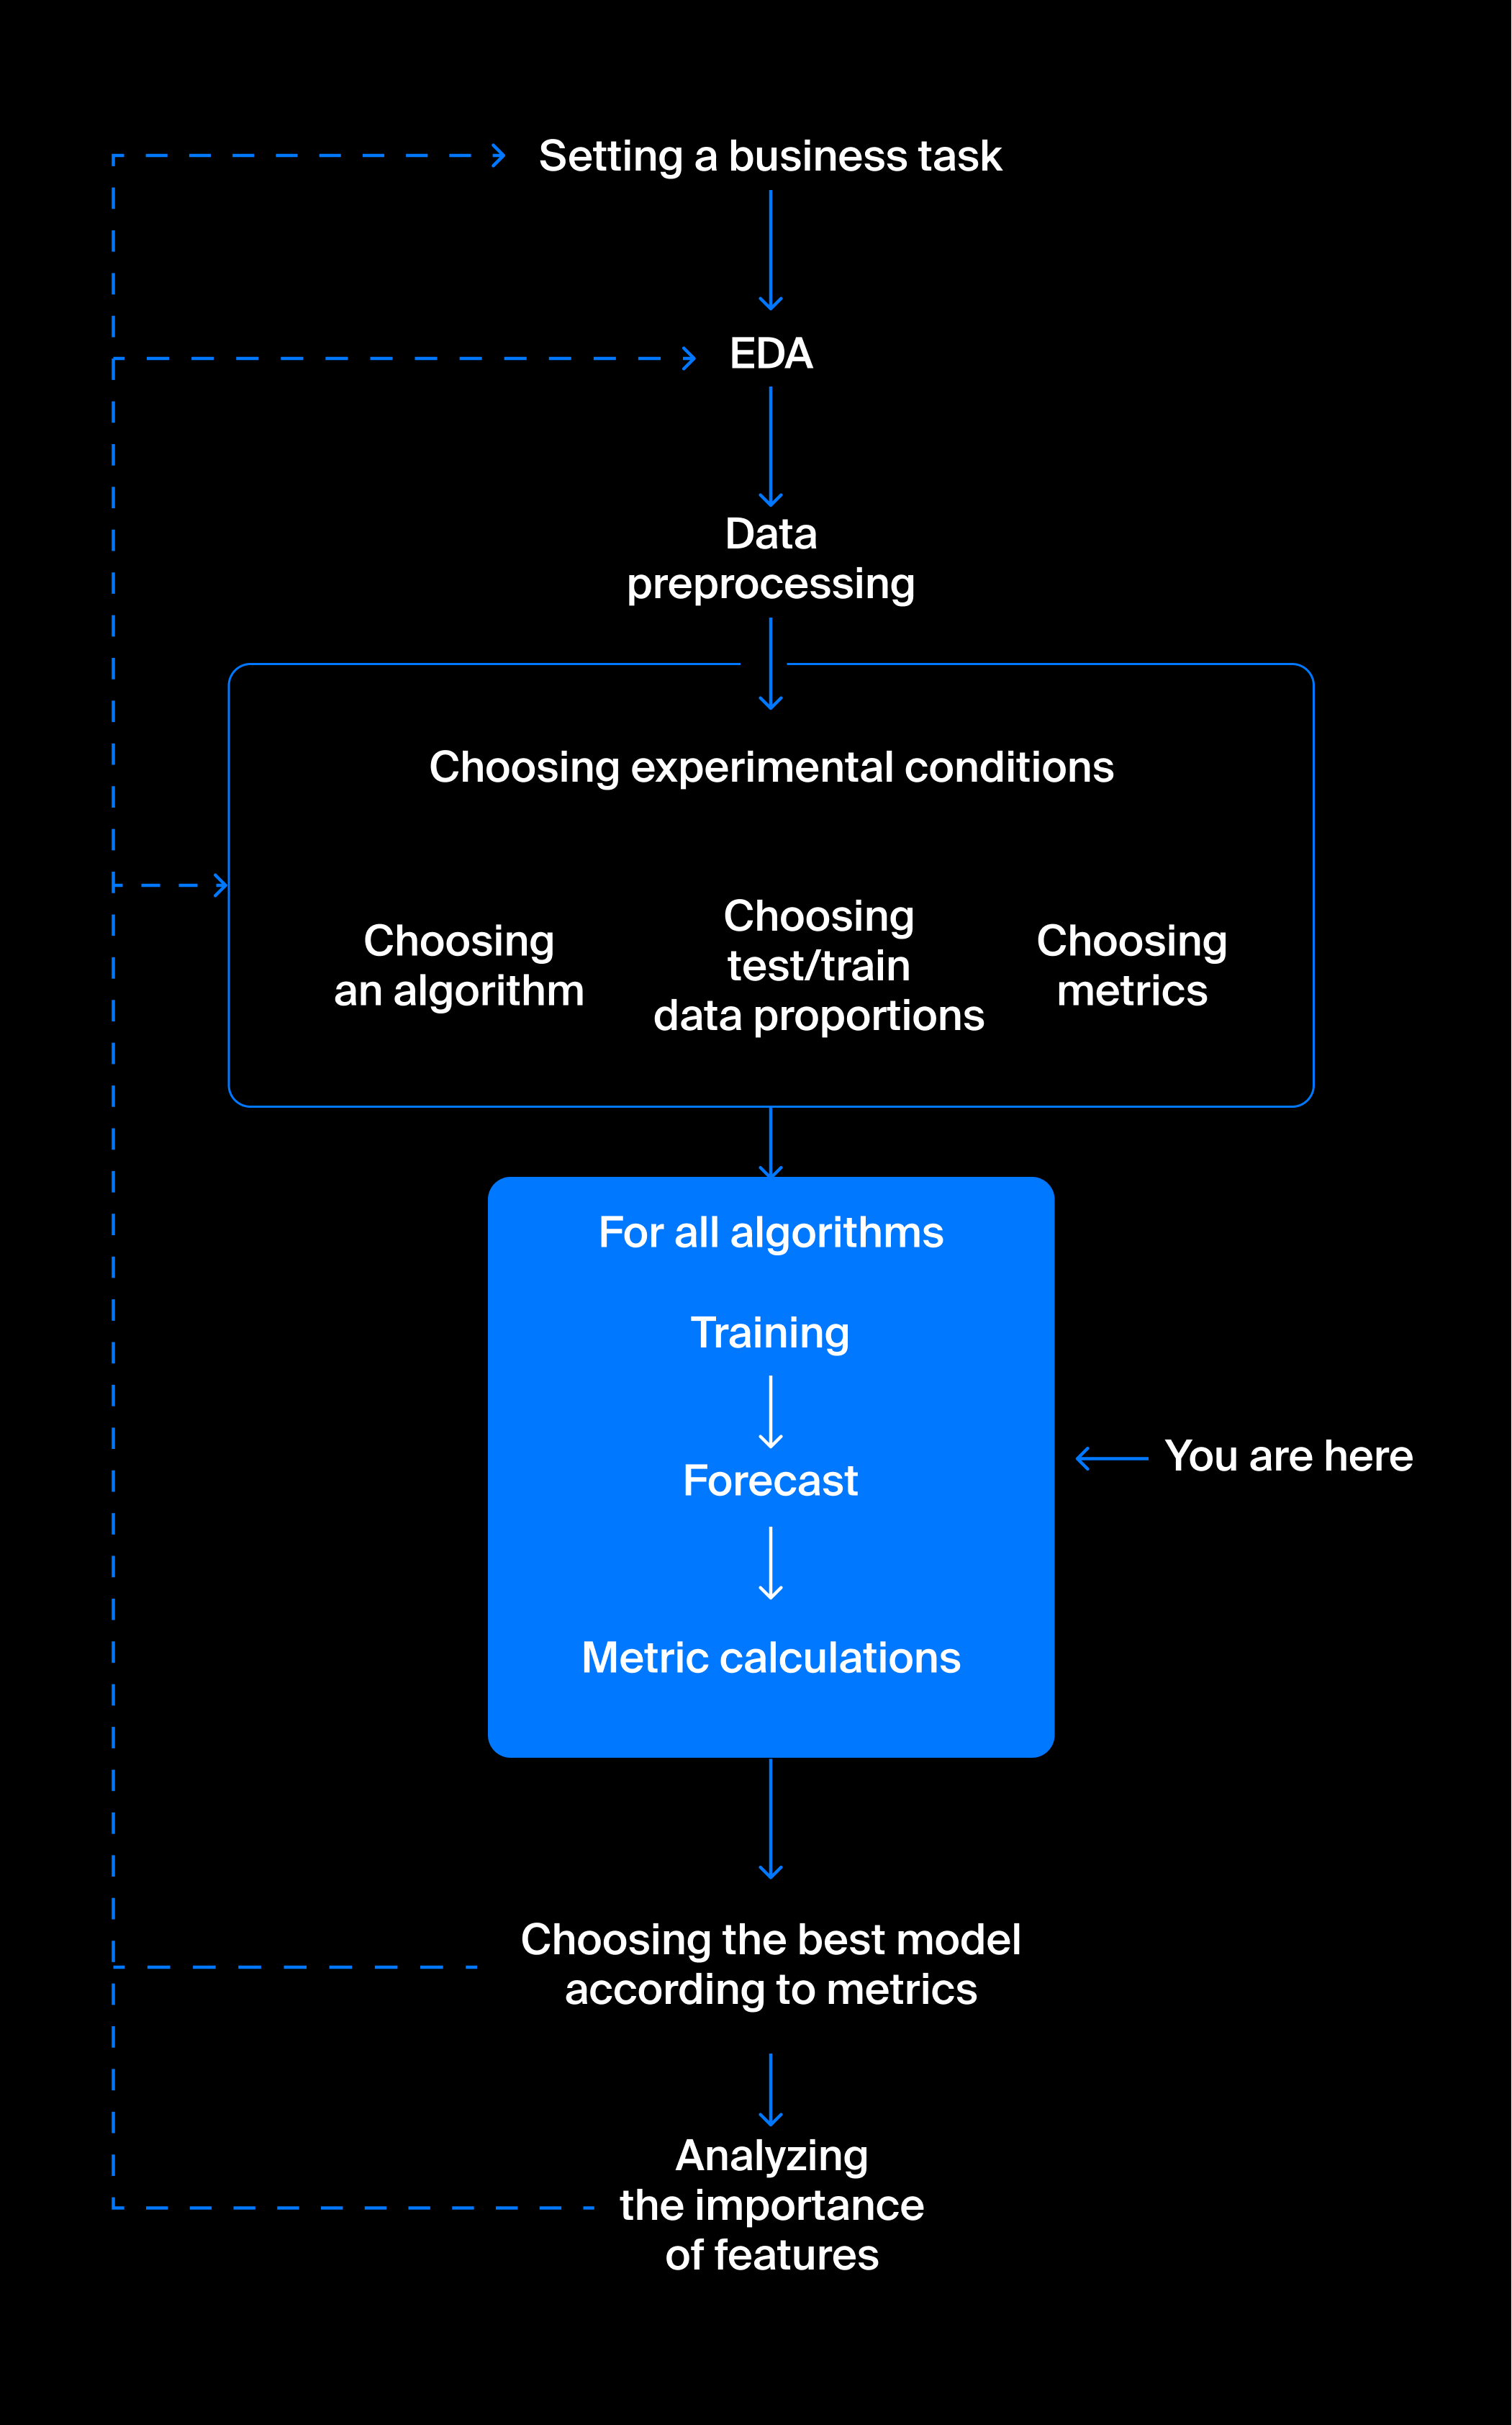 Setting a business task
EDA
Data
preprocessing
Choosing experimental conditions
Choosing
an algorithm
Choosing
test/train
data proportions
Choosing
metrics
For all algorithms
Training
Forecast
You are here
Metric calculations
Choosing the best model
according to metrics
Analyzing
the importance
of features